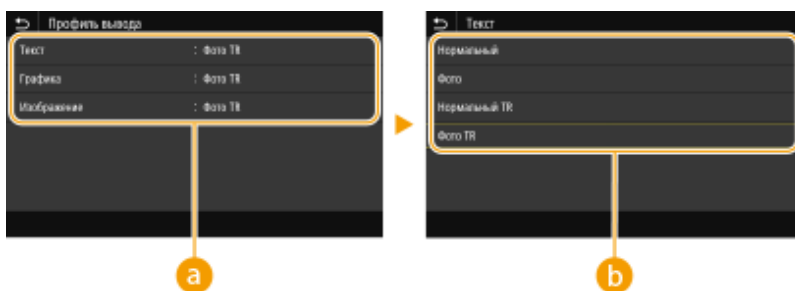 Профиль вывода
Текст : Фото TR
Графика : Фото TR
Изображение : Фото TR
a
Текст
Нормальный
Фото
Нормальный TR
Фото TR
b